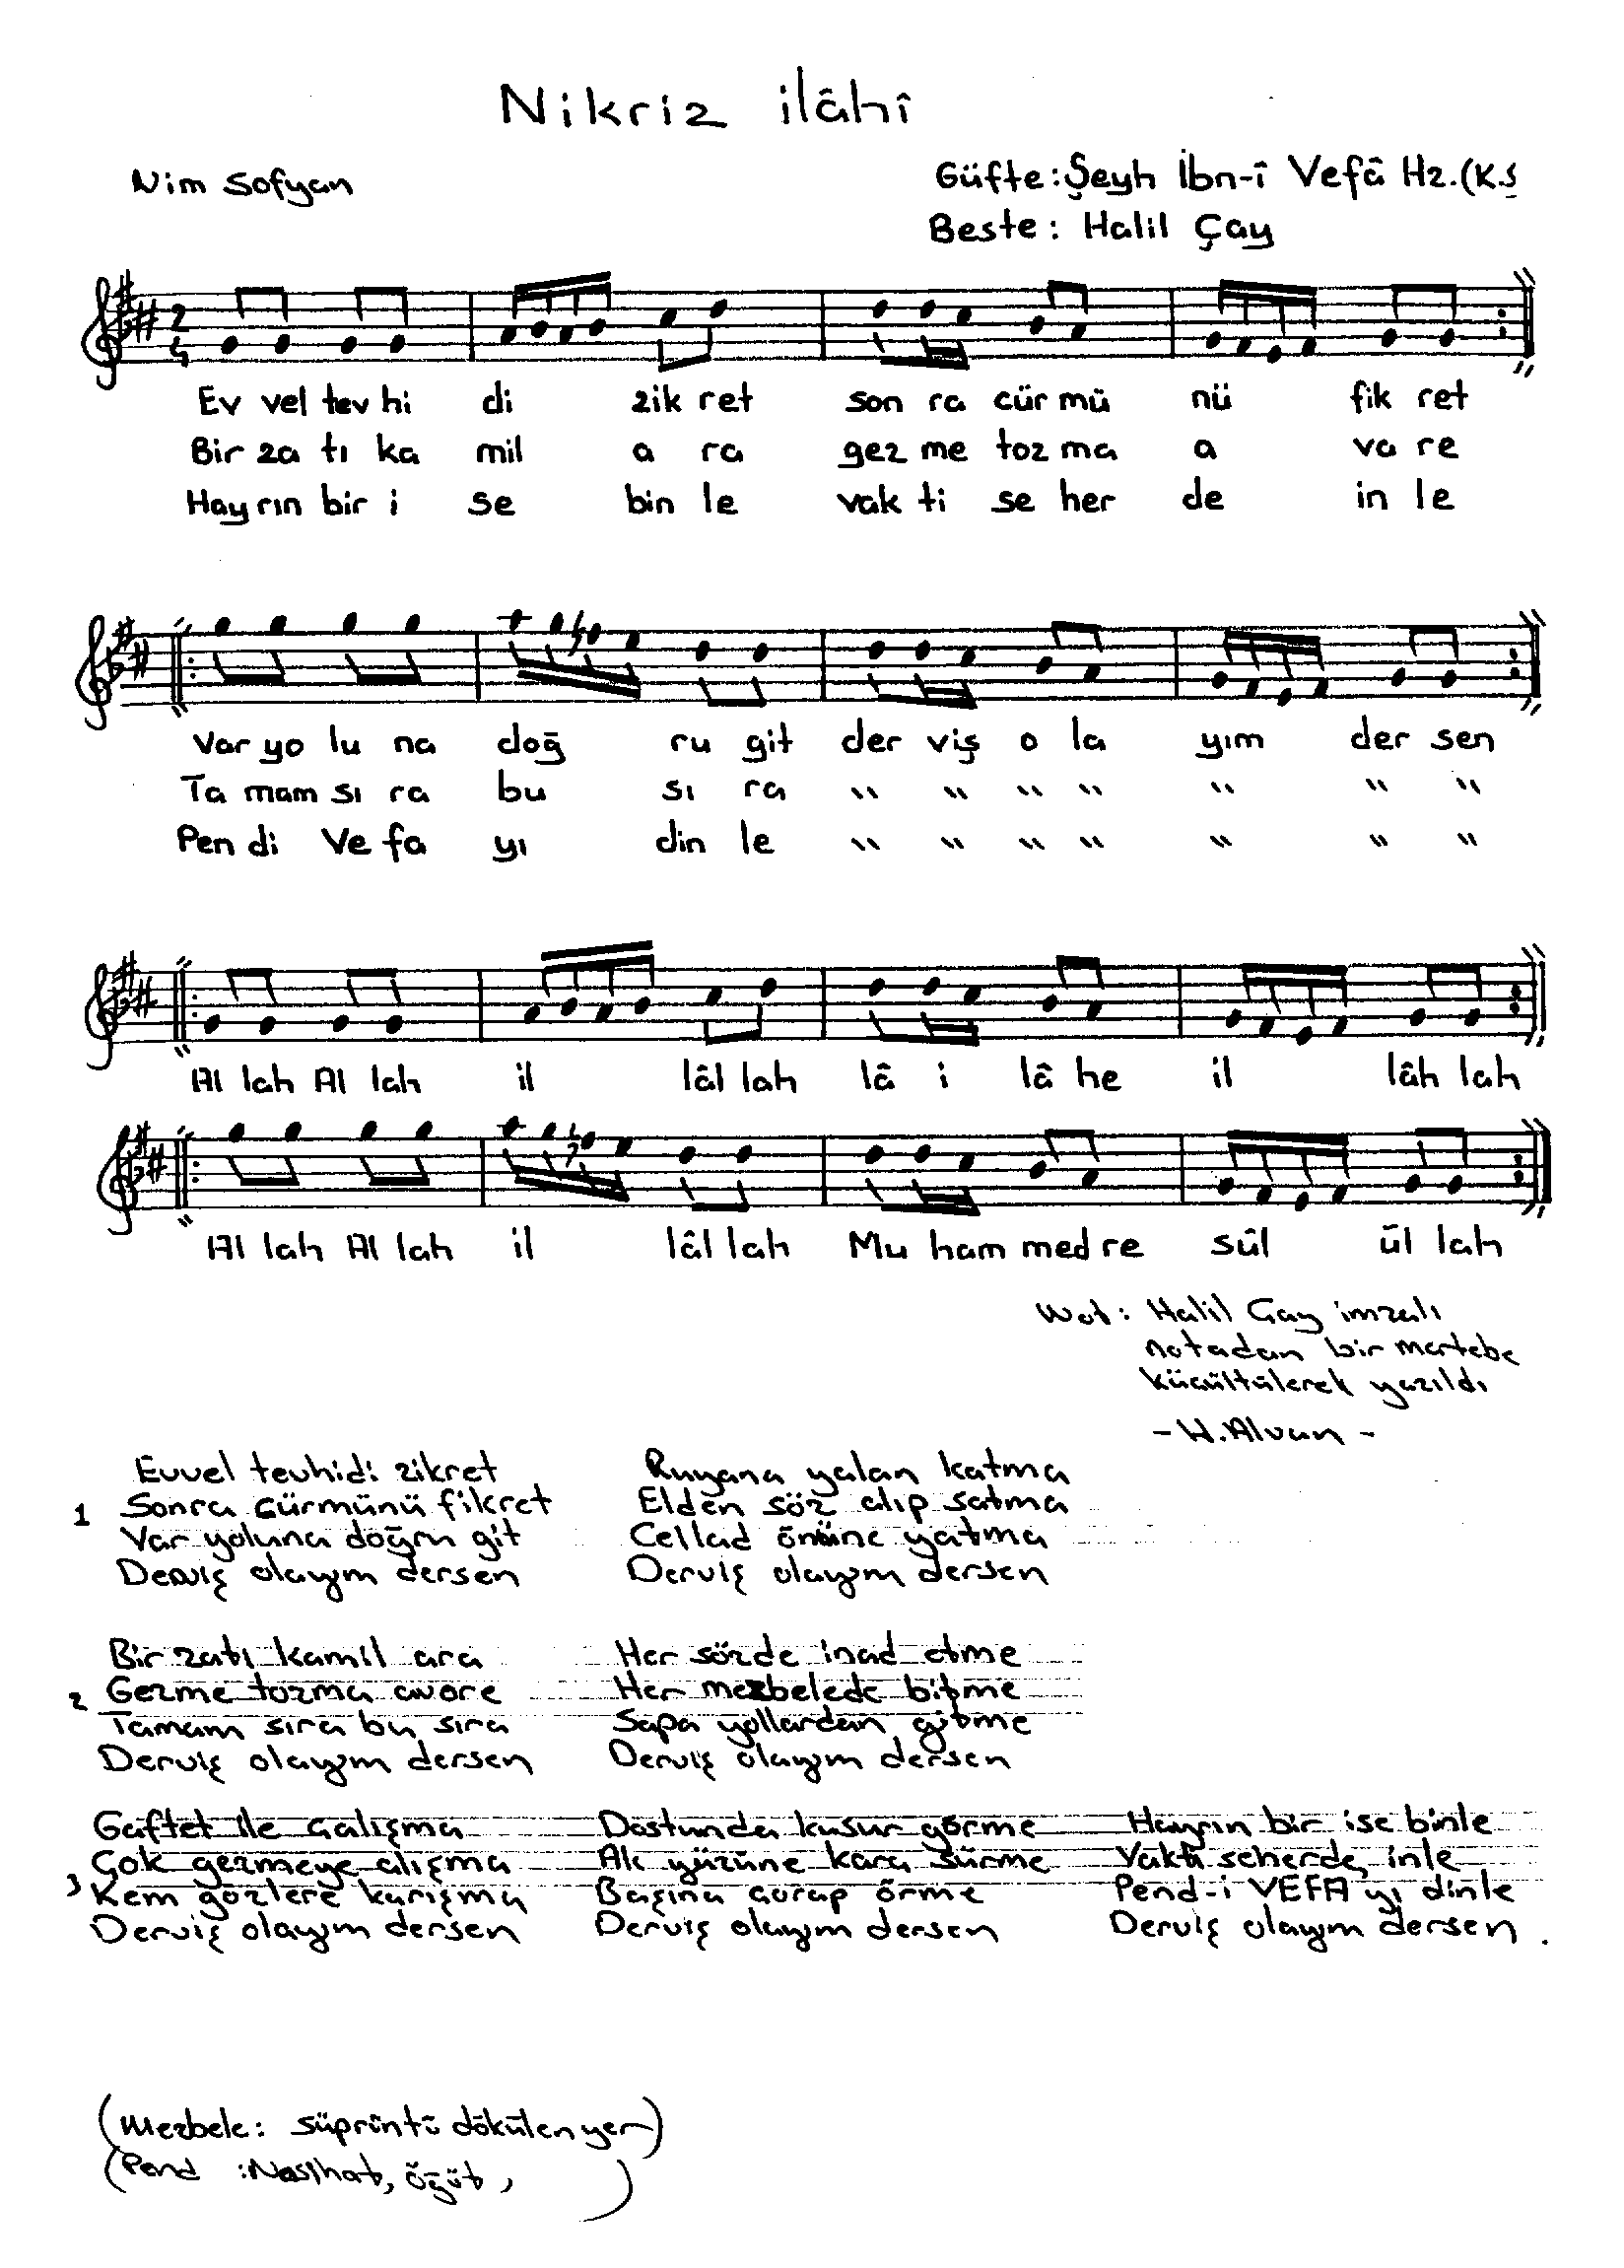 Nikriz ilâhî
Nim Sofyan
Güfte: Şeyh İbn-î Vefâ Hz.(K.S
Beste: Halil Çay
2
4
Ev vel tev hi di zik ret son ra cür mü nü fik ret
Bir za tı ka mil a ra gez me toz ma a va re
Hay rın bir i se bin le vak ti se her de in le
Var yo lu na doğ ru git der viş o la yım der sen
Ta mam sı ra bu sı ra " " " " " " "
Pen di Ve fa yı din le " " " " " " "
Al lah Al lah il lâl lah lâ i lâ he il lâh lah
Al lah Al lah il lâl lah Mu ham med re sûl ül lah
Not: Halil Çay imzalı
notadan bir mertebe
küçültülerek yazıldı
- H. Alvan -
1
Evvel tevhidi zikret
Sonra cürmünü fikret
Var yoluna doğru git
Derviş olayım dersen
Ruyana yalan katma
Elden söz alıp satma
Cellad önüne yatma
Derviş olayım dersen
2
Bir zatı kamil ara
Gezme tozma avare
Tamam sıra bu sıra
Derviş olayım dersen
Her sözde inad etme
Her mezbelede bitme
Sapa yollardan gitme
Derviş olayım dersen
3
Gaflet ile çalışma
Çok gezmeye alışma
Kem gözlere karışma
Derviş olayım dersen
Dostunda kusur görme
Ak yüzüne kara sürme
Başına çorap örme
Derviş olayım dersen
Hayrın bir ise binle
Vakti seherde inle
Pend-i VEFA'yı dinle
Derviş olayım dersen.
(Mezbele: süprüntü dökülen yer)
(Pend : Nasihat, öğüt, )